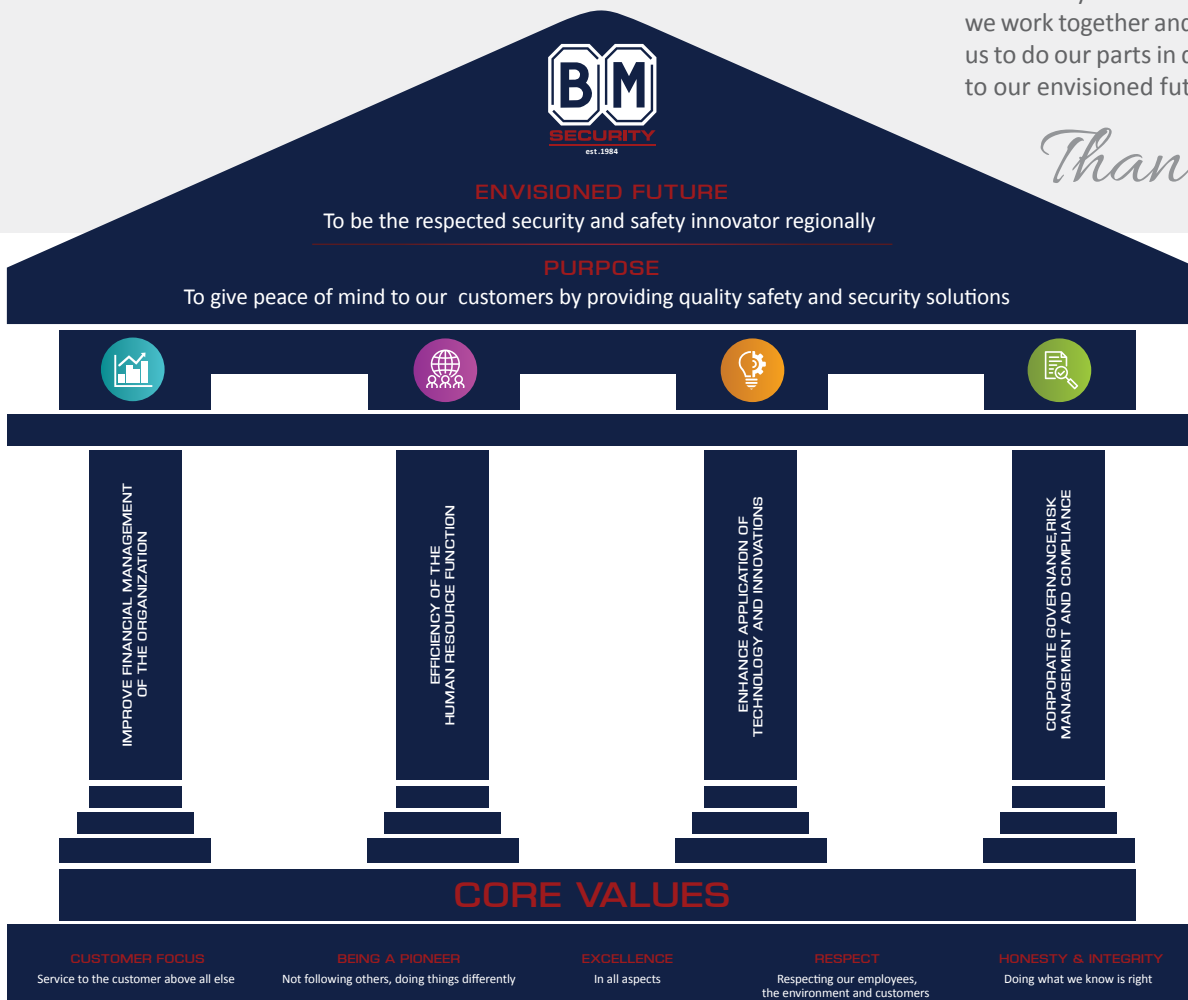 we work together and
us to do our parts in
to our envisioned
BM
SECURITY
est.1984
ENVISIONED FUTURE
To be the respected security and safety innovator regionally
PURPOSE
To give peace of mind to our customers by providing quality safety and security solutions
IMPROVE FINANCIAL MANAGEMENT
OF THE ORGANIZATION
EFFICIENCY OF THE
HUMAN RESOURCE FUNCTION
ENHANCE APPLICATION OF
TECHNOLOGY AND INNOVATIONS
CORPORATE GOVERNANCE,RISK
MANAGEMENT AND COMPLIANCE
CORE VALUES
CUSTOMER FOCUS
Service to the customer above all else
BEING A PIONEER
Not following others, doing things differently
EXCELLENCE
In all aspects
RESPECT
Respecting our employees,
the environment and customers
HONESTY & INTEGRITY
Doing what we know is right